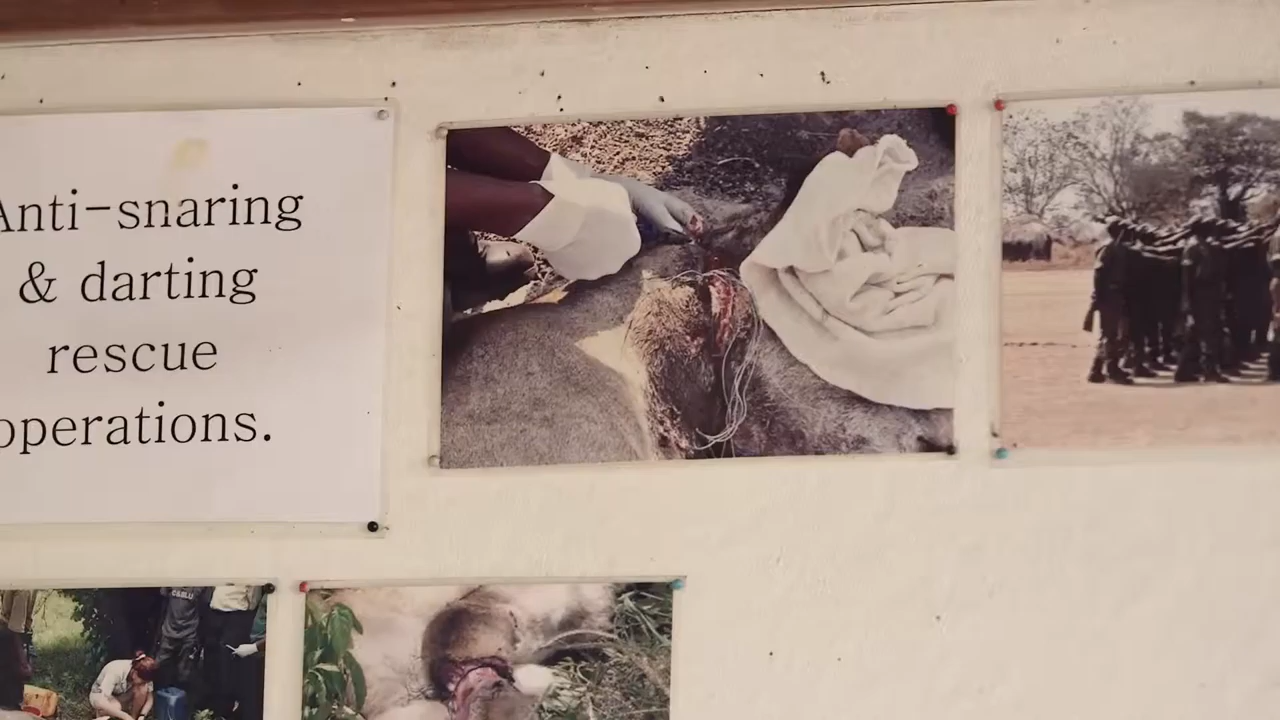 Anti-snaring
& darting
rescue
operations.